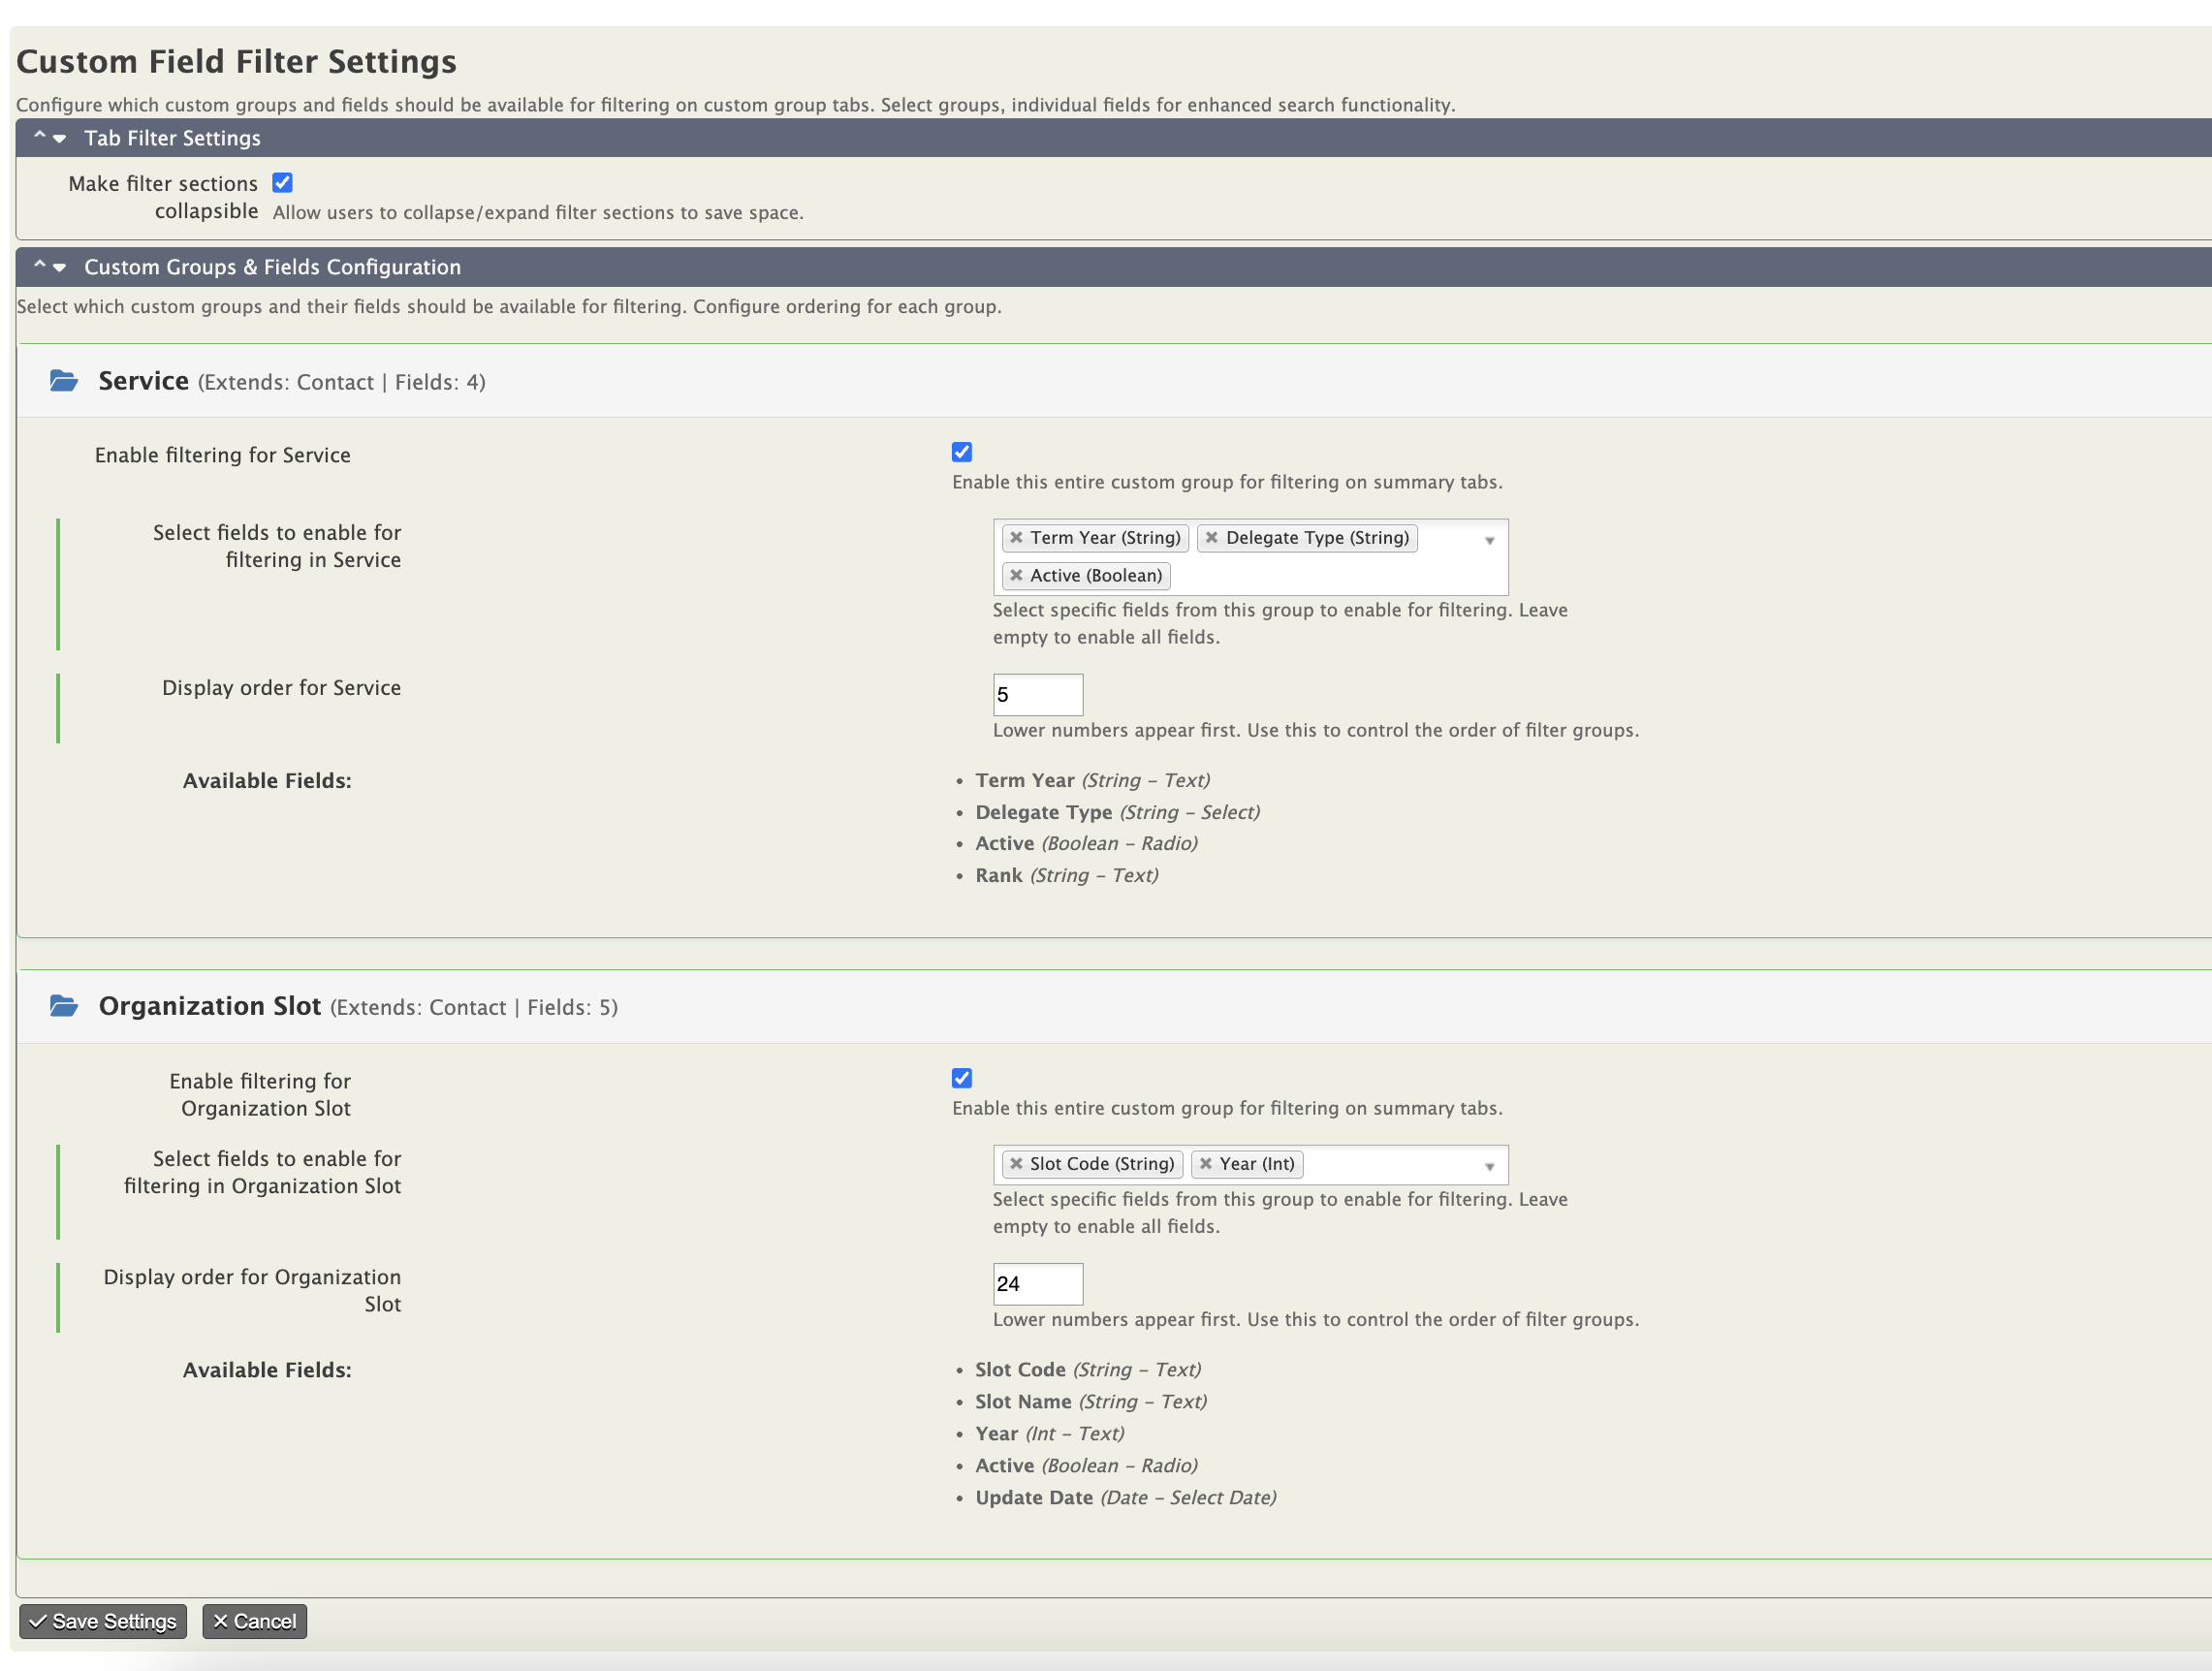 Custom Field Filter Settings
Configure which custom groups and fields should be available for filtering on custom group tabs. Select groups, individual fields for enhanced search functionality.
Tab Filter Settings
Make filter sections
collapsible
Allow users to collapse/expand filter sections to save space.
Custom Groups & Fields Configuration
Select which custom groups and their fields should be available for filtering. Configure ordering for each group.
Service (Extends: Contact | Fields: 4)
Enable filtering for Service
Enable this entire custom group for filtering on summary tabs.
Select fields to enable for
filtering in Service
Term Year (String) Delegate Type (String)
Active (Boolean)
Select specific fields from this group to enable for filtering. Leave
empty to enable all fields.
Display order for Service
5
Lower numbers appear first. Use this to control the order of filter groups.
Available Fields:
• Term Year (String – Text)
• Delegate Type (String – Select)
• Active (Boolean – Radio)
• Rank (String – Text)
Organization Slot (Extends: Contact | Fields: 5)
Enable filtering for
Organization Slot
Enable this entire custom group for filtering on summary tabs.
Select fields to enable for
filtering in Organization Slot
Slot Code (String) Year (Int)
Select specific fields from this group to enable for filtering. Leave
empty to enable all fields.
Display order for Organization
Slot
24
Lower numbers appear first. Use this to control the order of filter groups.
Available Fields:
• Slot Code (String – Text)
• Slot Name (String – Text)
• Year (Int – Text)
• Active (Boolean – Radio)
• Update Date (Date – Select Date)
Save Settings Cancel